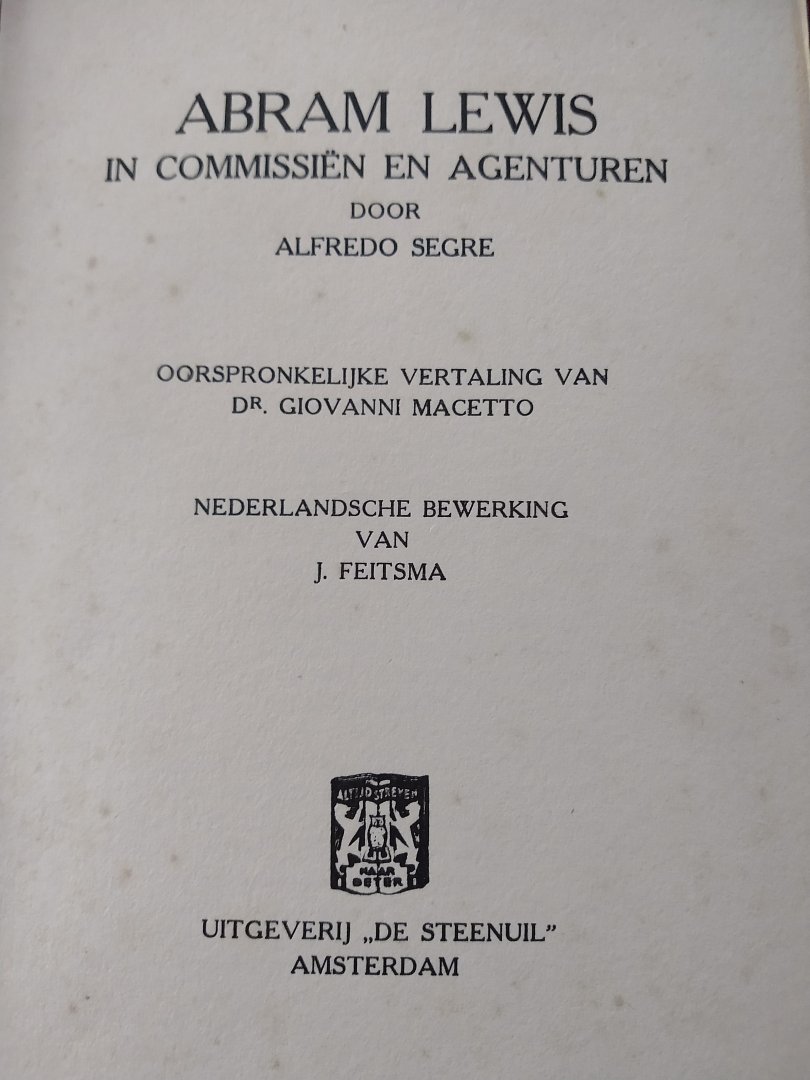 ABRAM LEWIS
IN COMMISSIËN EN AGENTUREN
DOOR
ALFREDO SEGRE
OORSPRONKELIJKE VERTALING VAN
DR. GIOVANNI MACETTO
NEDERLANDSCHE BEWERKING
VAN
J. FEITSMA
ALTIJD STREVEN
NAAR
BETER
UITGEVERIJ „DE STEENUIL”
AMSTERDAM